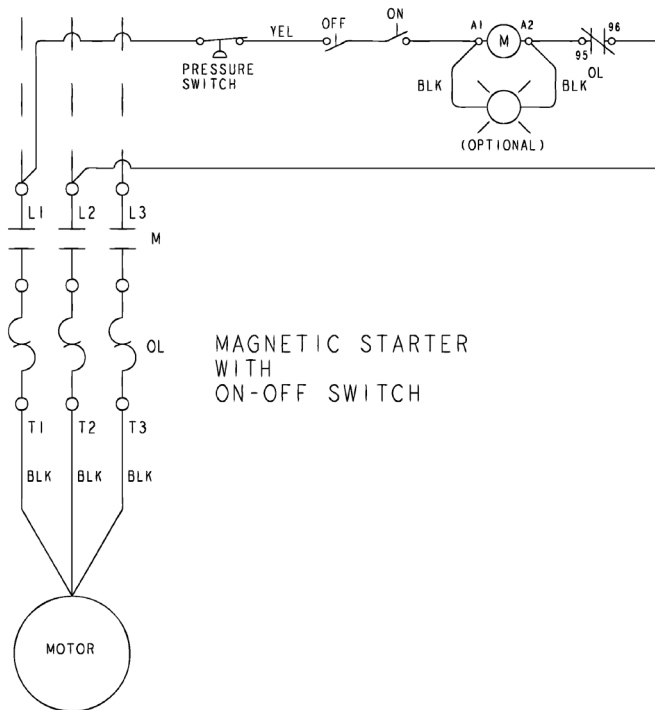 ON
OFF
YEL
A1 A2
96
M
95
OL
PRESSURE
SWITCH
BLK BLK
(OPTIONAL)
L1 L2 L3
M
OL
MAGNETIC STARTER
WITH
ON-OFF SWITCH
T1 T2 T3
BLK BLK BLK
MOTOR